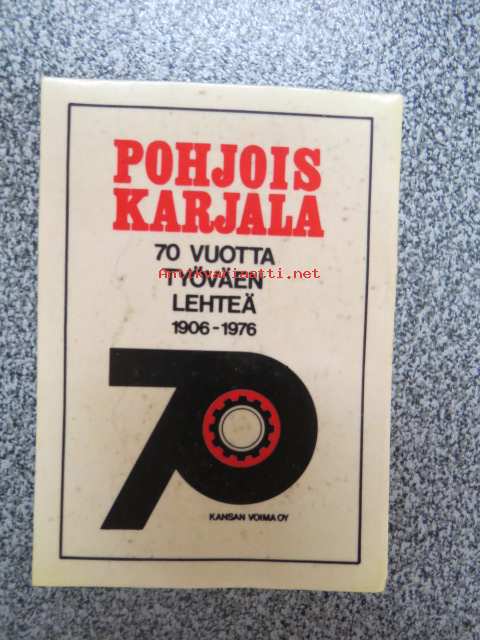 POHJOIS
KARJALA
70 VUOTTA
Antikvariaatti.net
TYÖVÄEN
LEHTEÄ
1906-1976
70
KANSAN VOIMA OY